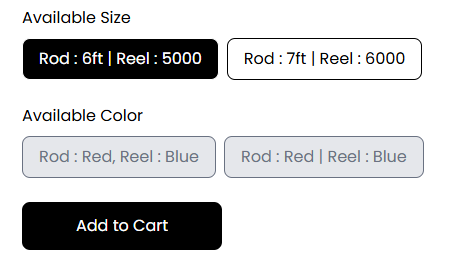 Available Size
Rod : 6ft | Reel : 5000 Rod : 7ft | Reel : 6000
Available Color
Rod : Red, Reel : Blue Rod : Red | Reel : Blue
Add to Cart